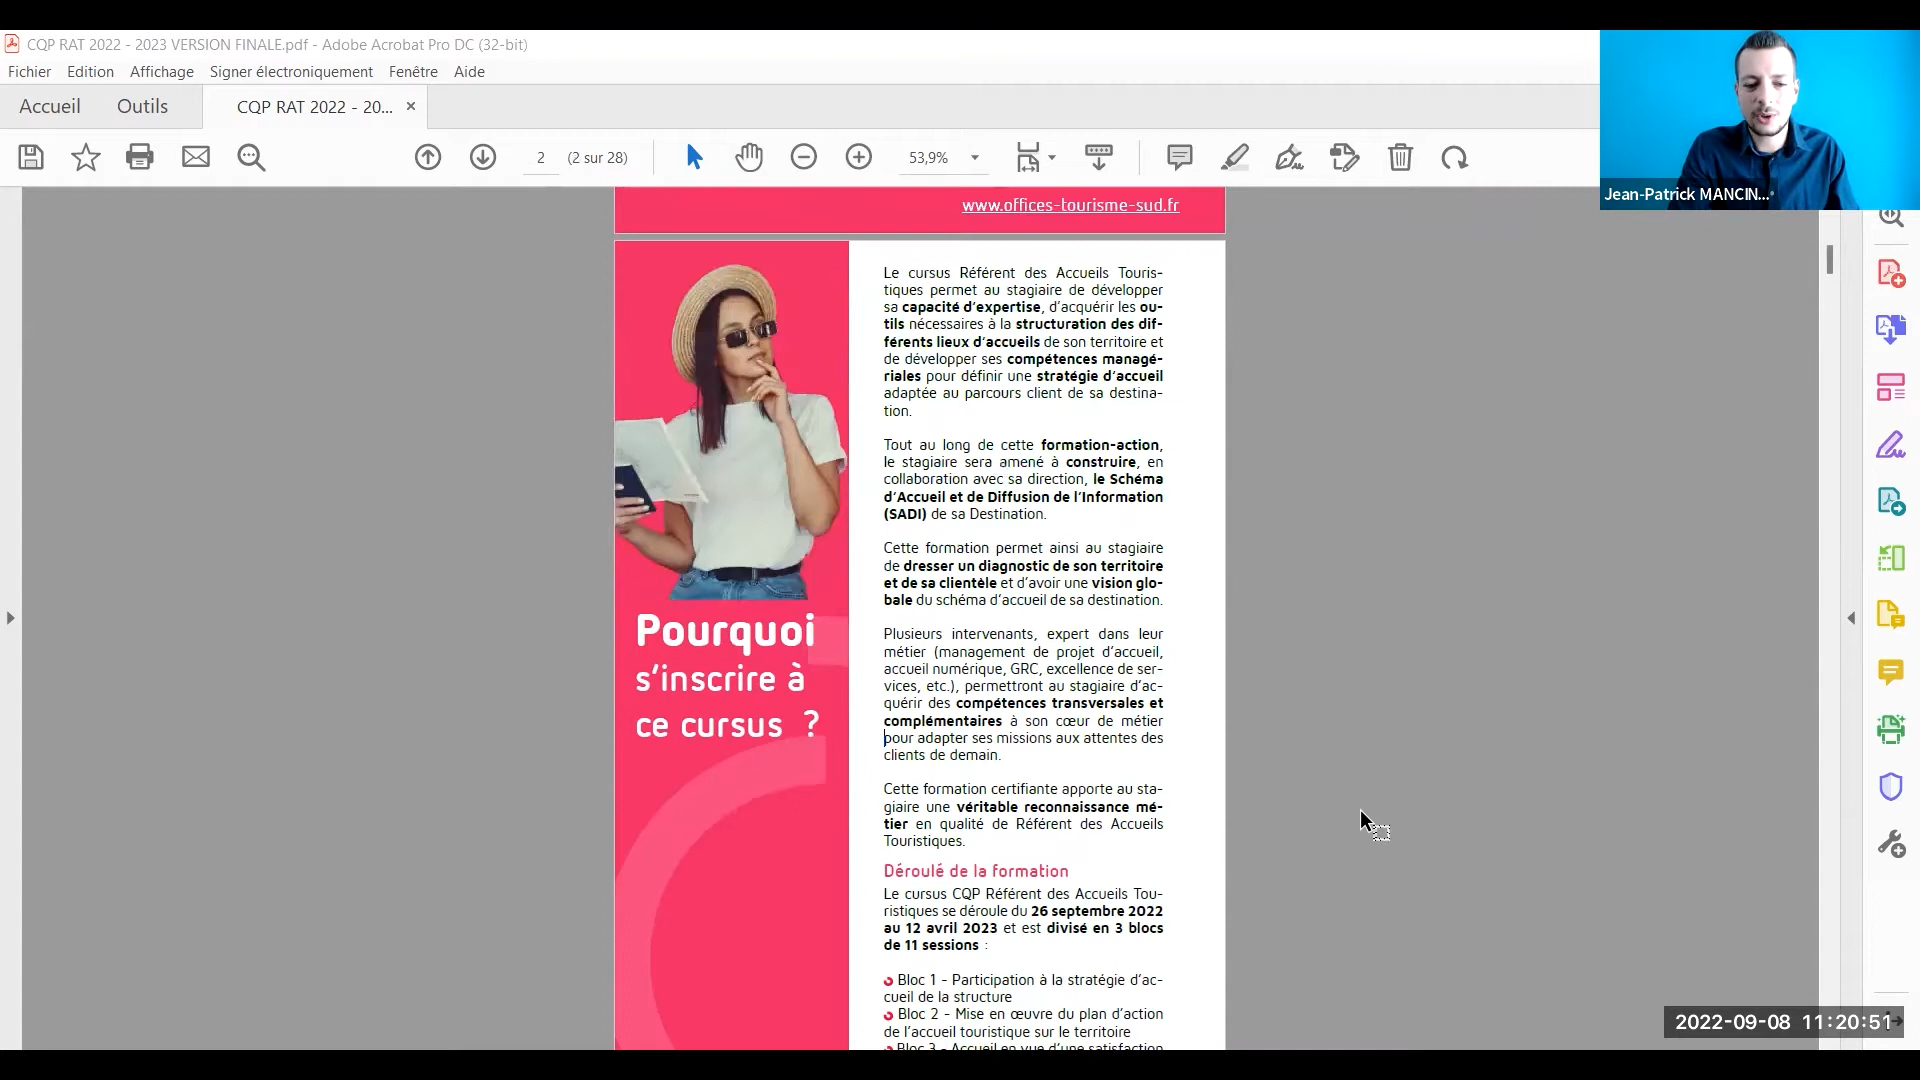 CQP RAT 2022 - 2023 VERSION FINALE.pdf - Adobe Acrobat Pro DC (32-bit)
Fichier Edition Affichage Signer électroniquement Fenêtre Aide
Accueil Outils CQP RAT 2022 - 20... ×
2 (2 sur 28) 53,9%
Jean-Patrick MANCIN...
www.offices-tourisme-sud.fr
Pourquoi
s'inscrire à
ce cursus ?
Le cursus Référent des Accueils Touris-
tiques permet au stagiaire de développer
sa capacité d'expertise, d'acquérir les ou-
tils nécessaires à la structuration des dif-
férents lieux d'accueils de son territoire et
de développer ses compétences managé-
riales pour définir une stratégie d'accueil
adaptée au parcours client de sa destina-
tion.
Tout au long de cette formation-action,
le stagiaire sera amené à construire, en
collaboration avec sa direction, le Schéma
d'Accueil et de Diffusion de l'Information
(SADI) de sa Destination.
Cette formation permet ainsi au stagiaire
de dresser un diagnostic de son territoire
et de sa clientèle et d'avoir une vision glo-
bale du schéma d'accueil de sa destination.
Plusieurs intervenants, expert dans leur
métier (management de projet d'accueil,
accueil numérique, GRC, excellence de ser-
vices, etc.), permettront au stagiaire d'ac-
quérir des compétences transversales et
complémentaires à son cœur de métier
pour adapter ses missions aux attentes des
clients de demain.
Cette formation certifiante apporte au sta-
giaire une véritable reconnaissance mé-
tier en qualité de Référent des Accueils
Touristiques.
Déroulé de la formation
Le cursus CQP Référent des Accueils Tou-
ristiques se déroule du 26 septembre 2022
au 12 avril 2023 et est divisé en 3 blocs
de 11 sessions :
Bloc 1 - Participation à la stratégie d'ac-
cueil de la structure
Bloc 2 - Mise en œuvre du plan d'action
de l'accueil touristique sur le territoire
Bloc 3 - Accueil en vue d'une satisfaction
2022-09-08 11:20:51